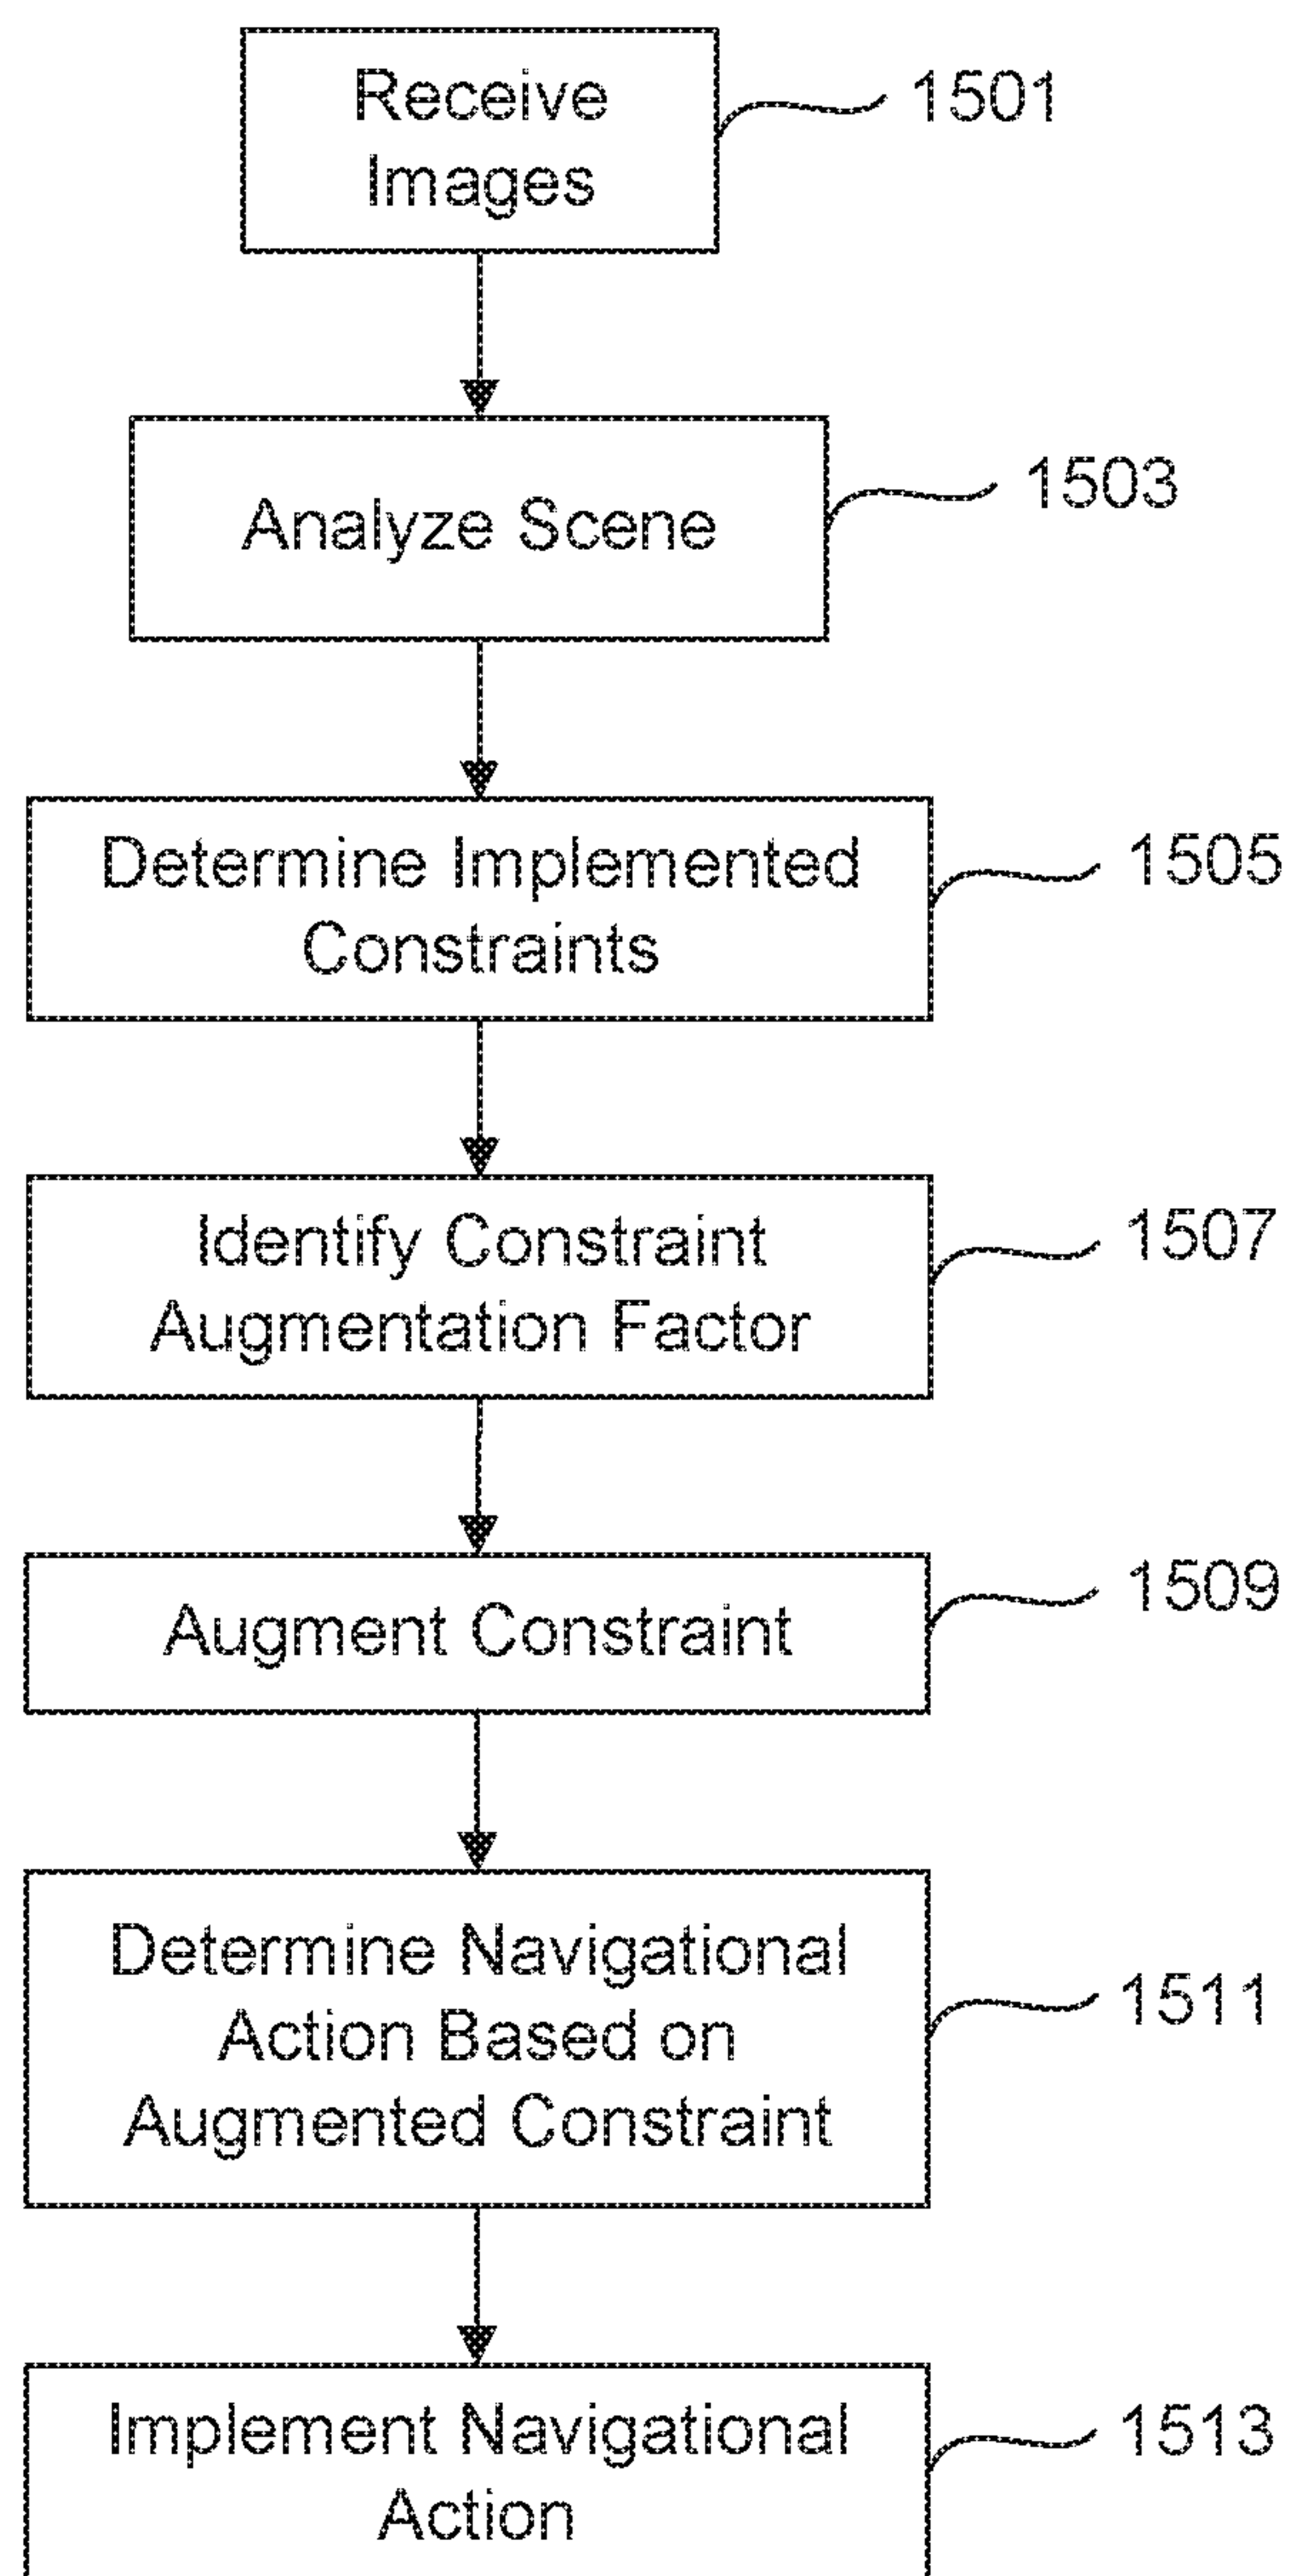 Receive
Images
1501
Analyze Scene
1503
Determine Implemented
Constraints
1505
Identify Constraint
Augmentation Factor
1507
Augment Constraint
1509
Determine Navigational
Action Based on
Augmented Constraint
1511
Implement Navigational
Action
1513